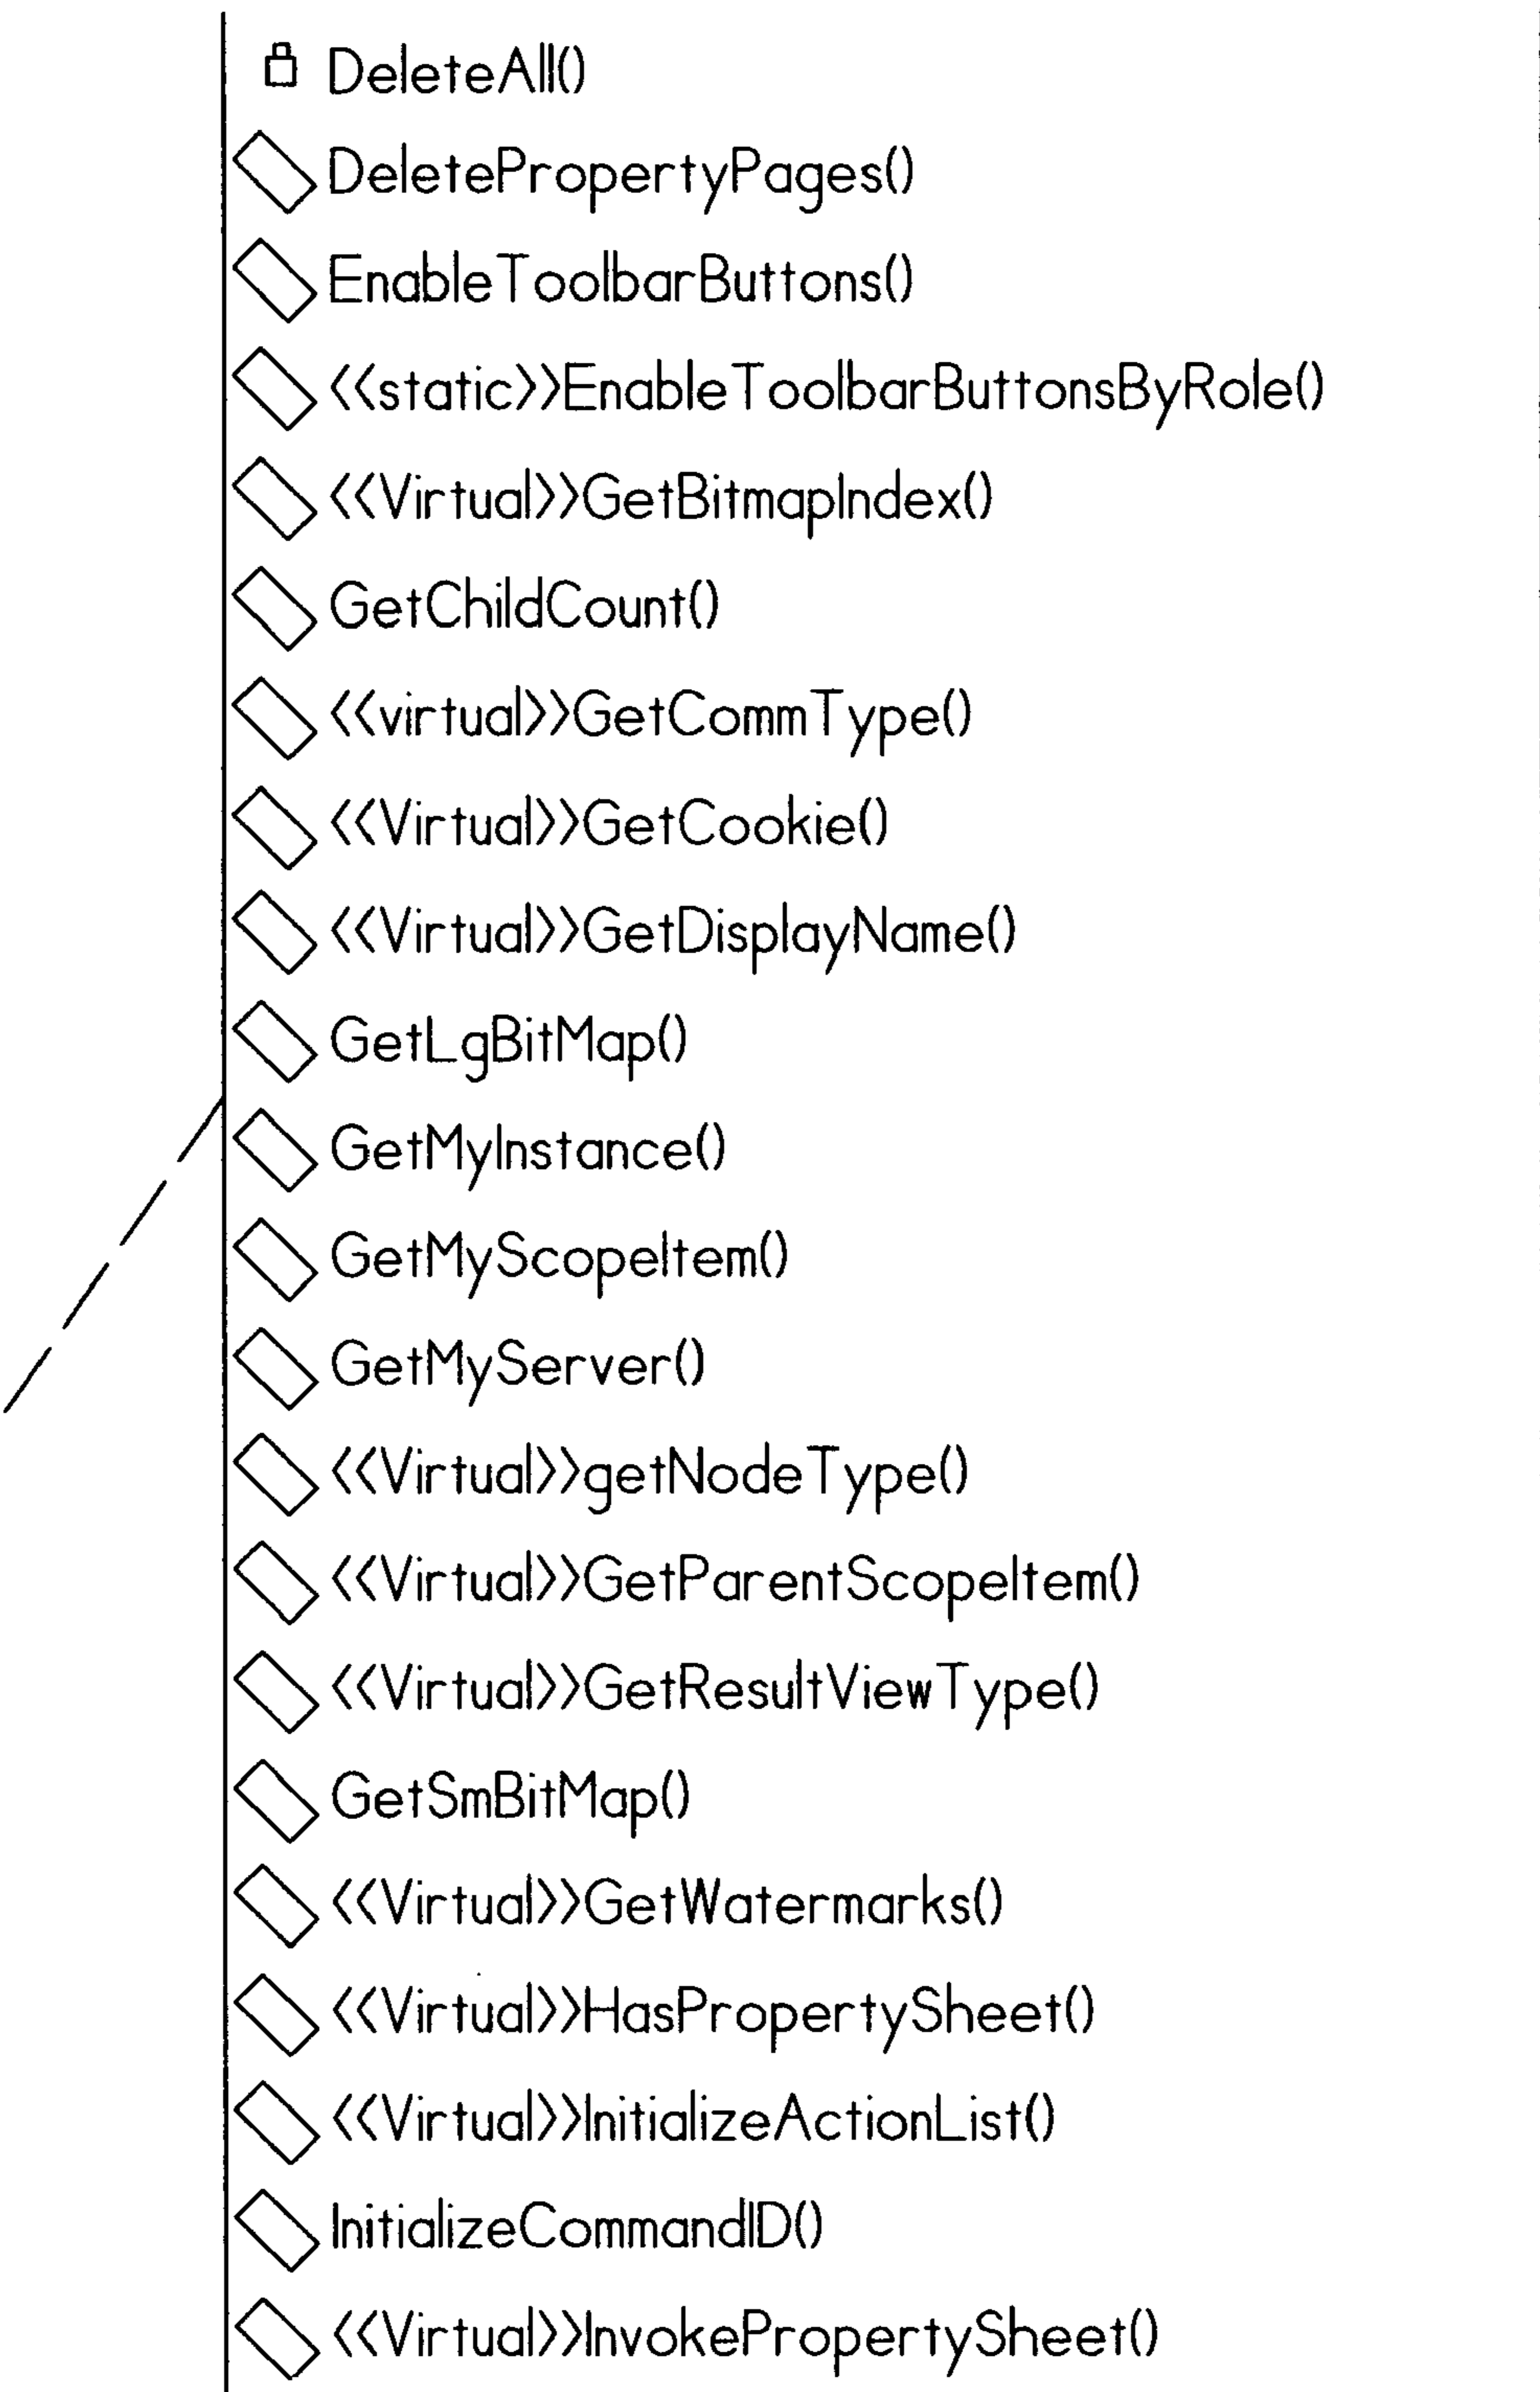 DeleteAll()
DeletePropertyPages()
EnableToolbarButtons()
<<static>>EnableToolbarButtonsByRole()
<<Virtual>>GetBitmapIndex()
GetChildCount()
<<virtual>>GetCommType()
<<Virtual>>GetCookie()
<<Virtual>>GetDisplayName()
GetLgBitMap()
GetMyInstance()
GetMyScopeItem()
GetMyServer()
<<Virtual>>getNodeType()
<<Virtual>>GetParentScopeItem()
<<Virtual>>GetResultViewType()
GetSmBitMap()
<<Virtual>>GetWatermarks()
<<Virtual>>HasPropertySheet()
<<Virtual>>InitializeActionList()
InitializeCommandID()
<<Virtual>>InvokePropertySheet()